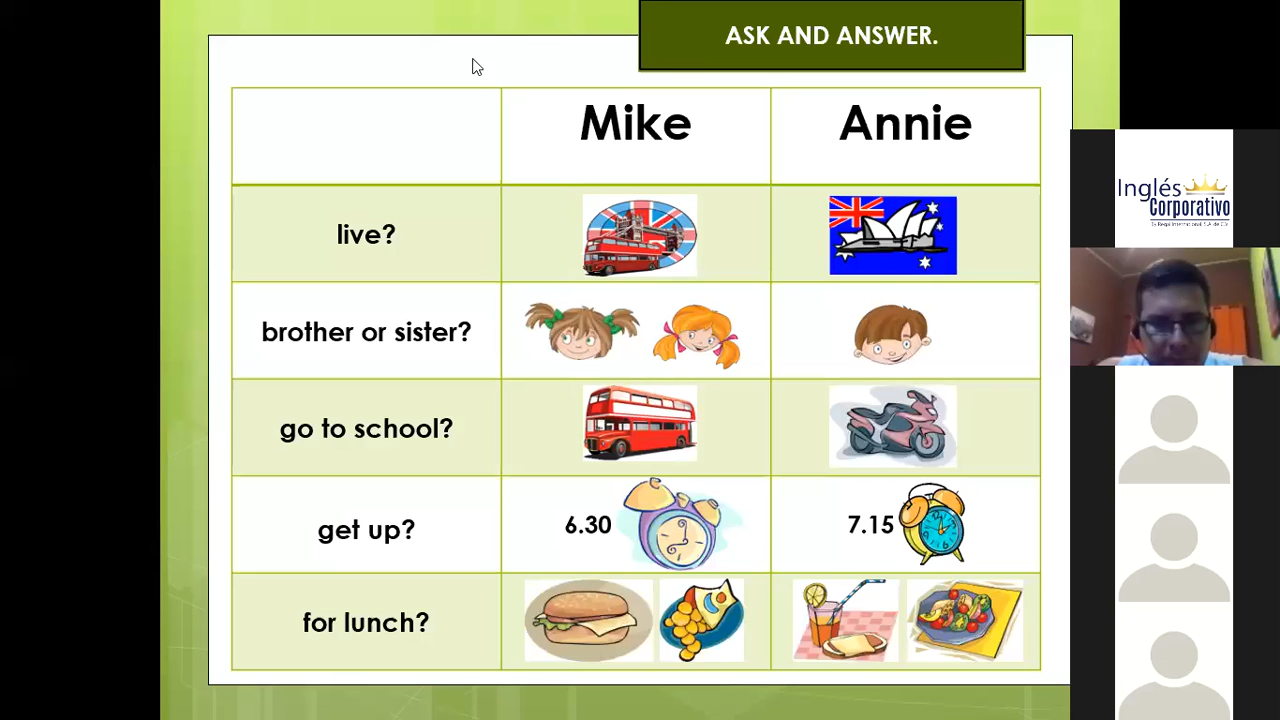 ASK AND ANSWER.
Mike
Annie
live?
brother or sister?
go to school?
get up?
6.30
7.15
for lunch?
Inglés
Corporativo